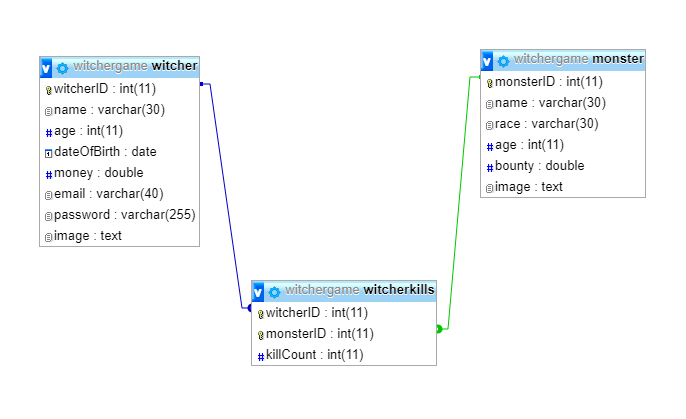 witchergame witcher
witcherID : int(11)
name : varchar(30)
age : int(11)
dateOfBirth : date
money : double
email : varchar(40)
password : varchar(255)
image : text
witchergame monster
monsterID : int(11)
name : varchar(30)
race : varchar(30)
age : int(11)
bounty : double
image : text
witchergame witcherkills
witcherID : int(11)
monsterID : int(11)
killCount : int(11)